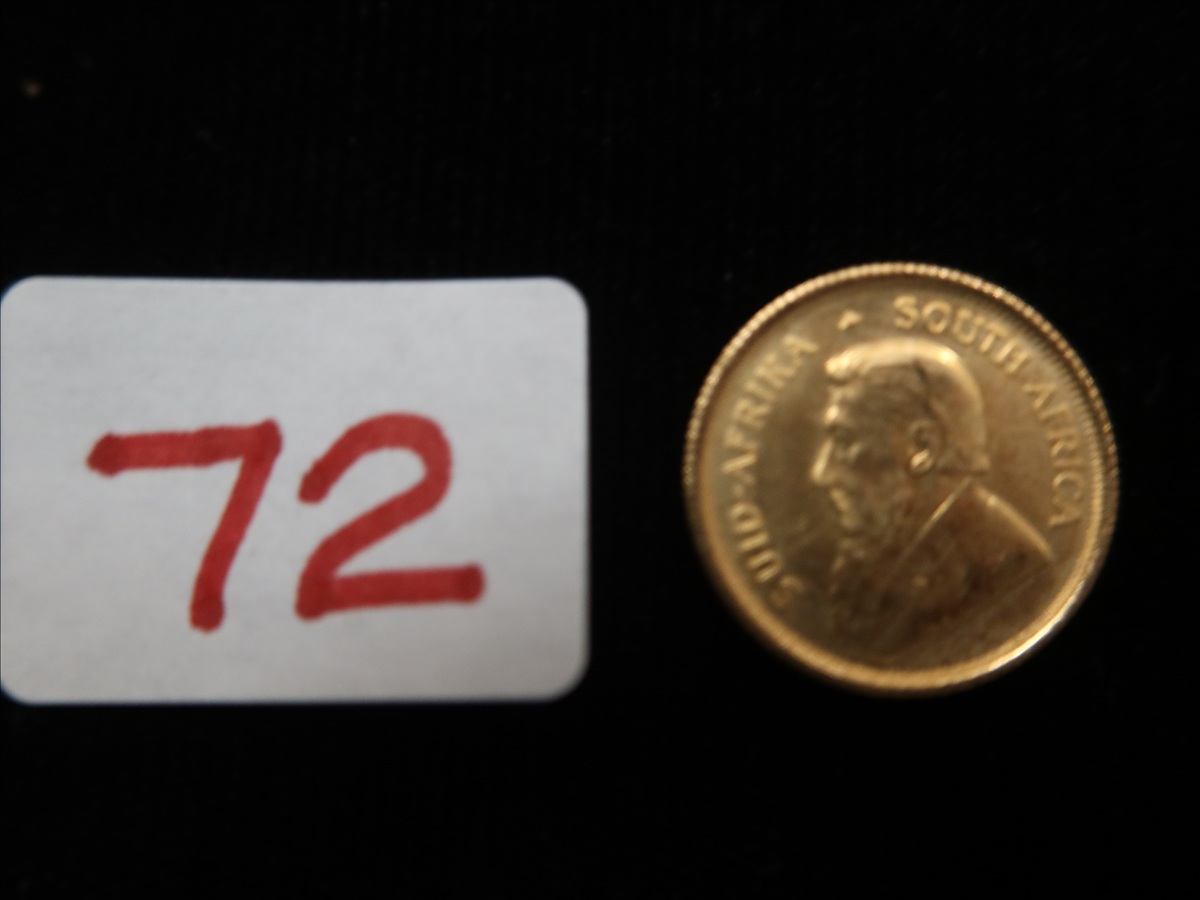 72
SUID-AFRIKA • SOUTH AFRICA